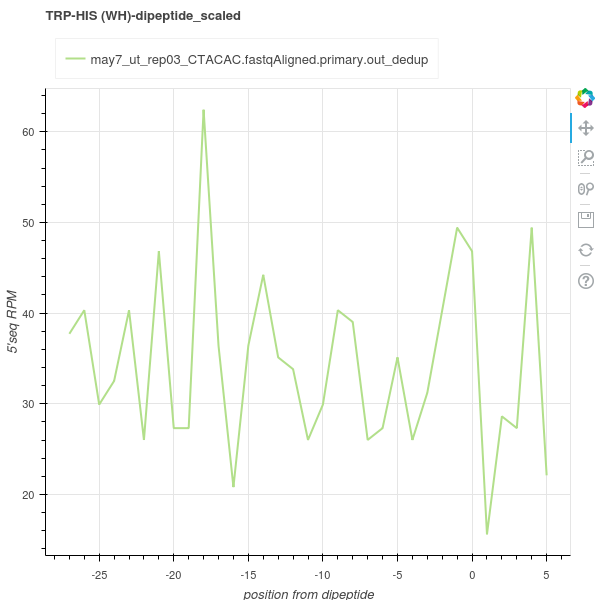 TRP-HIS (WH)-dipeptide_scaled
may7_ut_rep03_CTACAC.fastqAligned.primary.out_dedup
60
50
40
30
20
5'seq RPM
-25 -20 -15 -10 -5 0 5
position from dipeptide
?